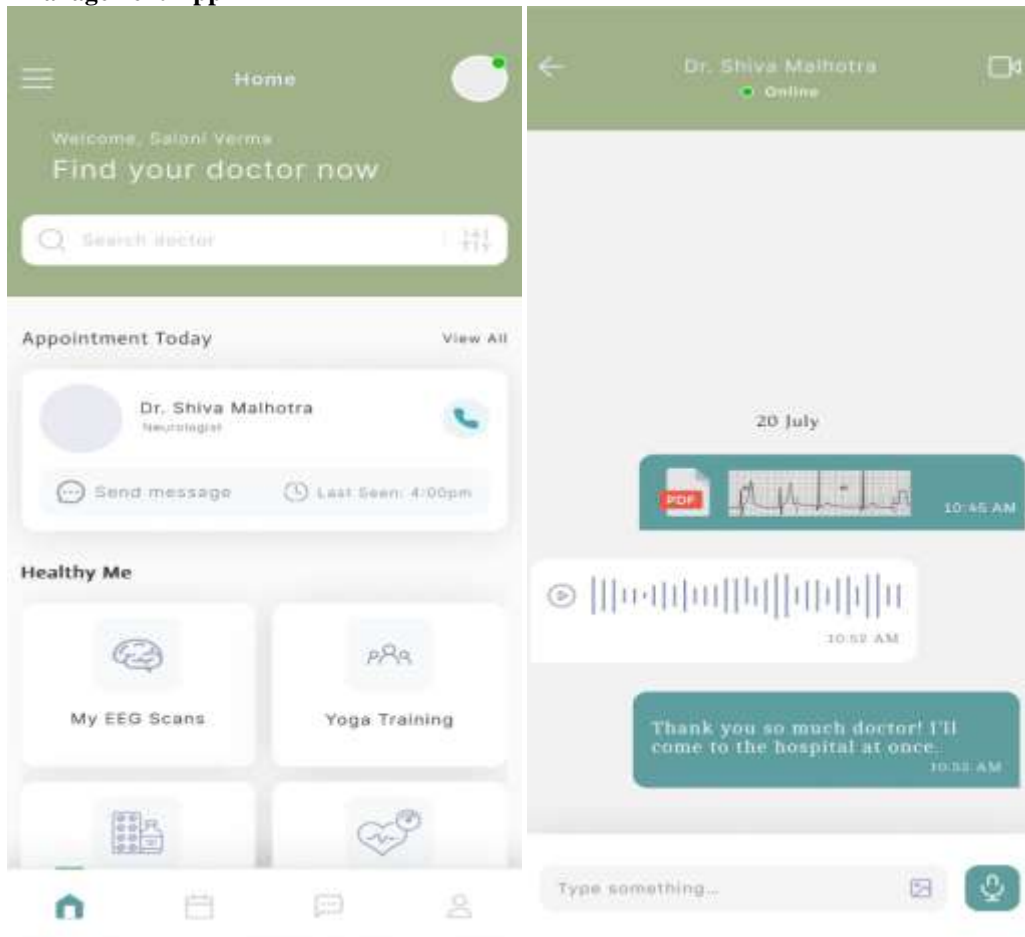 Home
Welcome, Saloni Verma
Find your doctor now
Search doctor
Appointment Today
View All
Dr. Shiva Malhotra
Neurologist
Send message
Last Seen: 4:00pm
Healthy Me
My EEG Scans
Yoga Training
Dr. Shiva Malhotra
Online
20 July
PDF
10:45 AM
10:52 AM
Thank you so much doctor! I'll
come to the hospital at once.
10:52 AM
Type something...